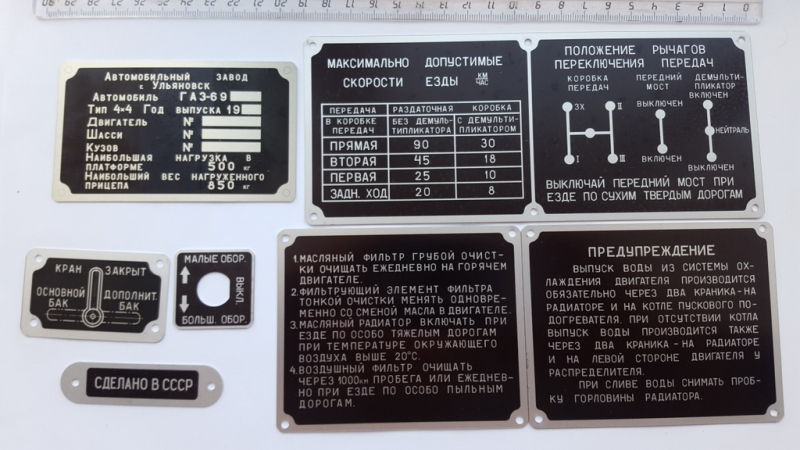 Автомобильный завод
г. Ульяновск
Автомобиль ГАЗ-69
Тип 4×4 Год выпуска 19
Двигатель №
Шасси №
Кузов №
Наибольшая нагрузка в
платформе 500 кг
Наибольший вес нагруженного
прицепа 850 кг
МАКСИМАЛЬНО ДОПУСТИМЫЕ
СКОРОСТИ ЕЗДЫ КМ/ЧАС
ПЕРЕДАЧА РАЗДАТОЧНАЯ КОРОБКА
В КОРОБКЕ ПЕРЕДАЧ БЕЗ ДЕМУЛЬ-ТИПЛИКАТОРА С ДЕМУЛЬТИ-ПЛИКАТОРОМ
ПРЯМАЯ 90 30
ВТОРАЯ 45 18
ПЕРВАЯ 25 10
ЗАДН. ХОД 20 8
ПОЛОЖЕНИЕ РЫЧАГОВ
ПЕРЕКЛЮЧЕНИЯ ПЕРЕДАЧ
КОРОБКА ПЕРЕДАЧ
ПЕРЕДНИЙ МОСТ
ДЕМУЛЬТИ-ПЛИКАТОР
ВКЛЮЧЕН
ЗХ II ВЫКЛЮЧЕН
НЕЙТРАЛЬ
I III ВКЛЮЧЕН
ВЫКЛЮЧЕН
ВЫКЛЮЧАЙ ПЕРЕДНИЙ МОСТ ПРИ
ЕЗДЕ ПО СУХИМ ТВЕРДЫМ ДОРОГАМ
КРАН ЗАКРЫТ
ОСНОВНОЙ ДОПОЛНИТ.
БАК БАК
МАЛЫЕ ОБОР.
ВЫКЛ.
БОЛЬШ. ОБОР.
СДЕЛАНО В СССР
1. МАСЛЯНЫЙ ФИЛЬТР ГРУБОЙ ОЧИСТ-
КИ ОЧИЩАТЬ ЕЖЕДНЕВНО НА ГОРЯЧЕМ
ДВИГАТЕЛЕ.
2. ФИЛЬТРУЮЩИЙ ЭЛЕМЕНТ ФИЛЬТРА
ТОНКОЙ ОЧИСТКИ МЕНЯТЬ ОДНОВРЕ-
МЕННО СО СМЕНОЙ МАСЛА В ДВИГАТЕЛЕ.
3. МАСЛЯНЫЙ РАДИАТОР ВКЛЮЧАТЬ ПРИ
ЕЗДЕ ПО ОСОБО ТЯЖЕЛЫМ ДОРОГАМ
ПРИ ТЕМПЕРАТУРЕ ОКРУЖАЮЩЕГО
ВОЗДУХА ВЫШЕ 20°С.
4. ВОЗДУШНЫЙ ФИЛЬТР ОЧИЩАТЬ
ЧЕРЕЗ 1000 КМ ПРОБЕГА ИЛИ ЕЖЕДНЕВ-
НО ПРИ ЕЗДЕ ПО ОСОБО ПЫЛЬНЫМ
ДОРОГАМ.
ПРЕДУПРЕЖДЕНИЕ
ВЫПУСК ВОДЫ ИЗ СИСТЕМЫ ОХ-
ЛАЖДЕНИЯ ДВИГАТЕЛЯ ПРОИЗВОДИТСЯ
ОБЯЗАТЕЛЬНО ЧЕРЕЗ ДВА КРАНИКА-НА
РАДИАТОРЕ И НА КОТЛЕ ПУСКОВОГО ПО-
ДОГРЕВАТЕЛЯ. ПРИ ОТСУТСТВИИ КОТЛА
ВЫПУСК ВОДЫ ПРОИЗВОДИТСЯ ТАКЖЕ
ЧЕРЕЗ ДВА КРАНИКА-НА РАДИАТОРЕ
И НА ЛЕВОЙ СТОРОНЕ ДВИГАТЕЛЯ У
РАСПРЕДЕЛИТЕЛЯ.
ПРИ СЛИВЕ ВОДЫ СНИМАТЬ ПРОБ-
КУ ГОРЛОВИНЫ РАДИАТОРА.